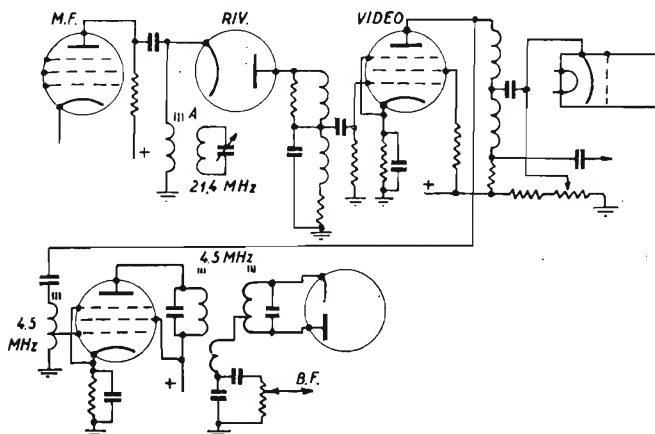 M.F.
RIV.
VIDEO
A
21,4 MHz
+
+
4,5 MHz
4,5
MHz
+
B.F.